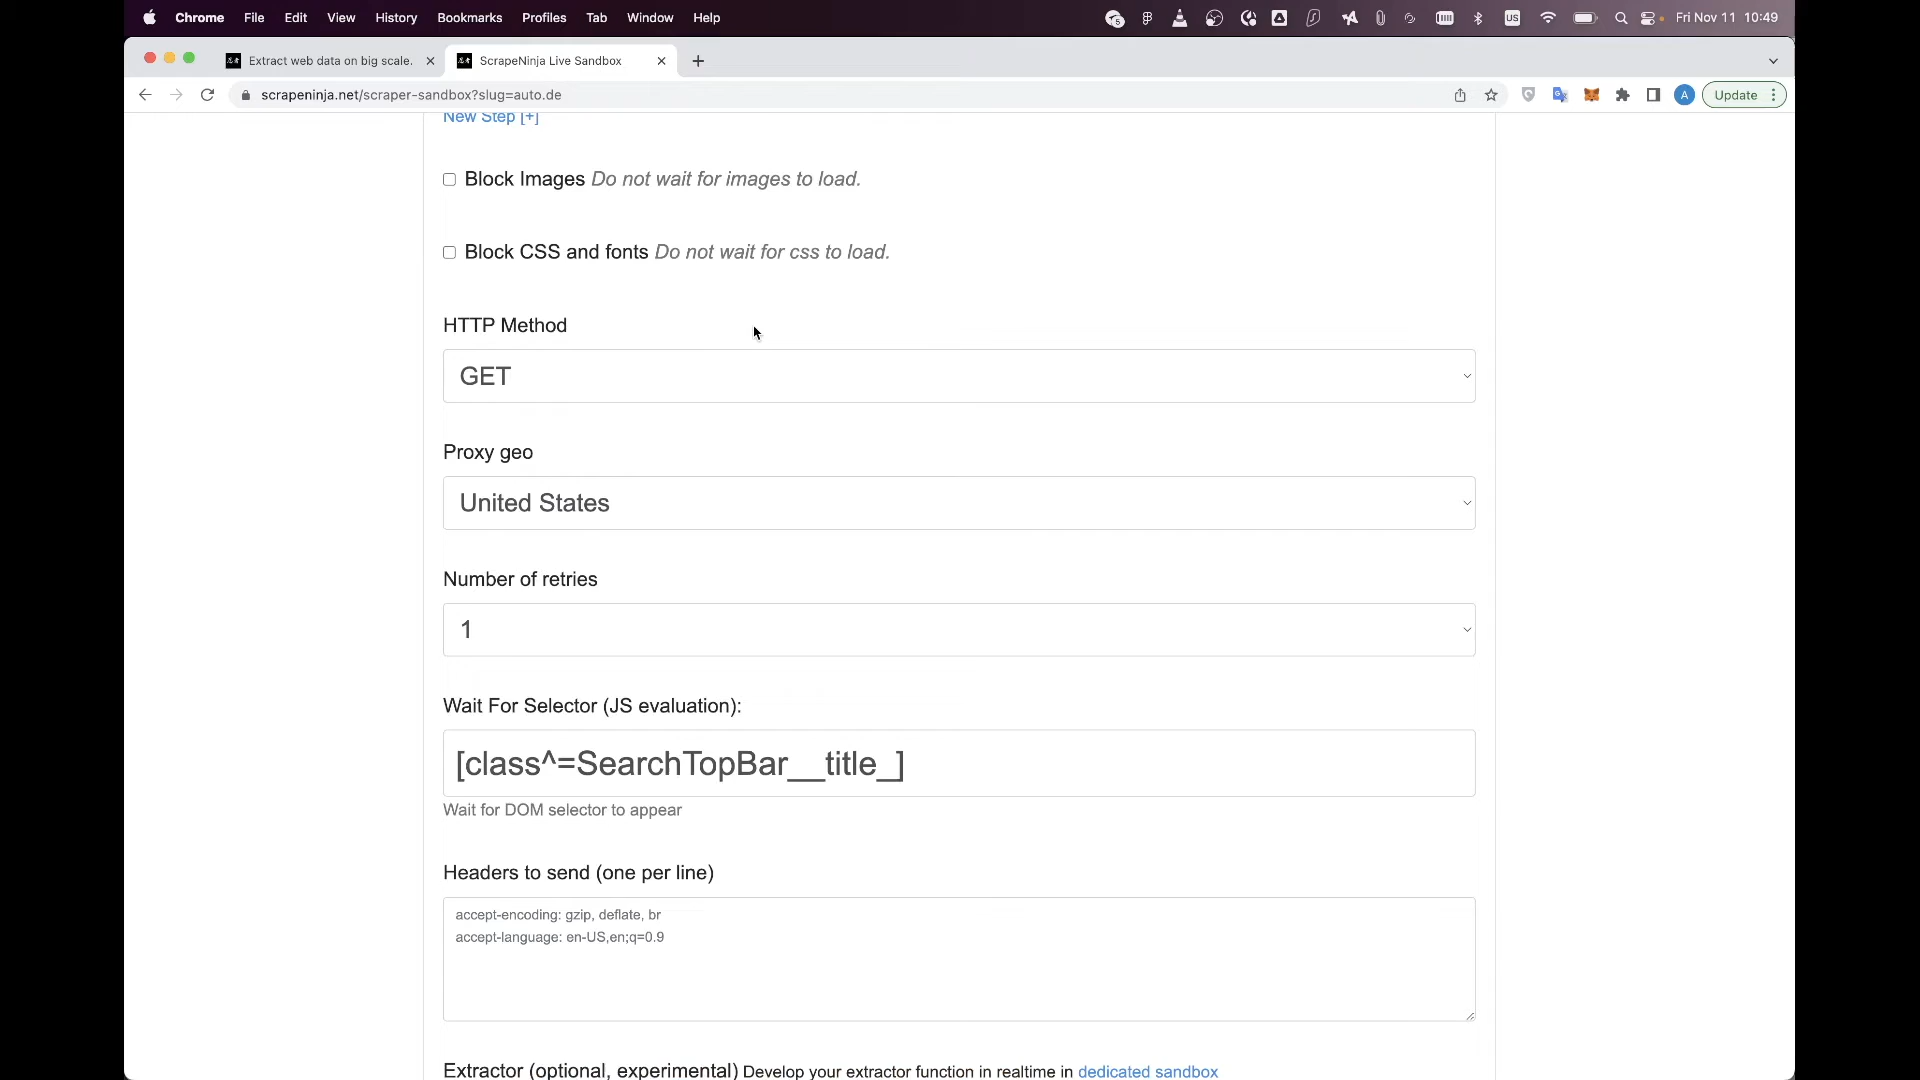 Chrome File Edit View History Bookmarks Profiles Tab Window Help US Fri Nov 11 10:49
Extract web data on big scale. ScrapeNinja Live Sandbox
scrapeninja.net/scraper-sandbox?slug=auto.de A Update
New Step [+]
Block Images Do not wait for images to load.
Block CSS and fonts Do not wait for css to load.
HTTP Method
GET
Proxy geo
United States
Number of retries
1
Wait For Selector (JS evaluation):
[class^=SearchTopBar__title_]
Wait for DOM selector to appear
Headers to send (one per line)
accept-encoding: gzip, deflate, br
accept-language: en-US,en;q=0.9
Extractor (optional, experimental) Develop your extractor function in realtime in dedicated sandbox